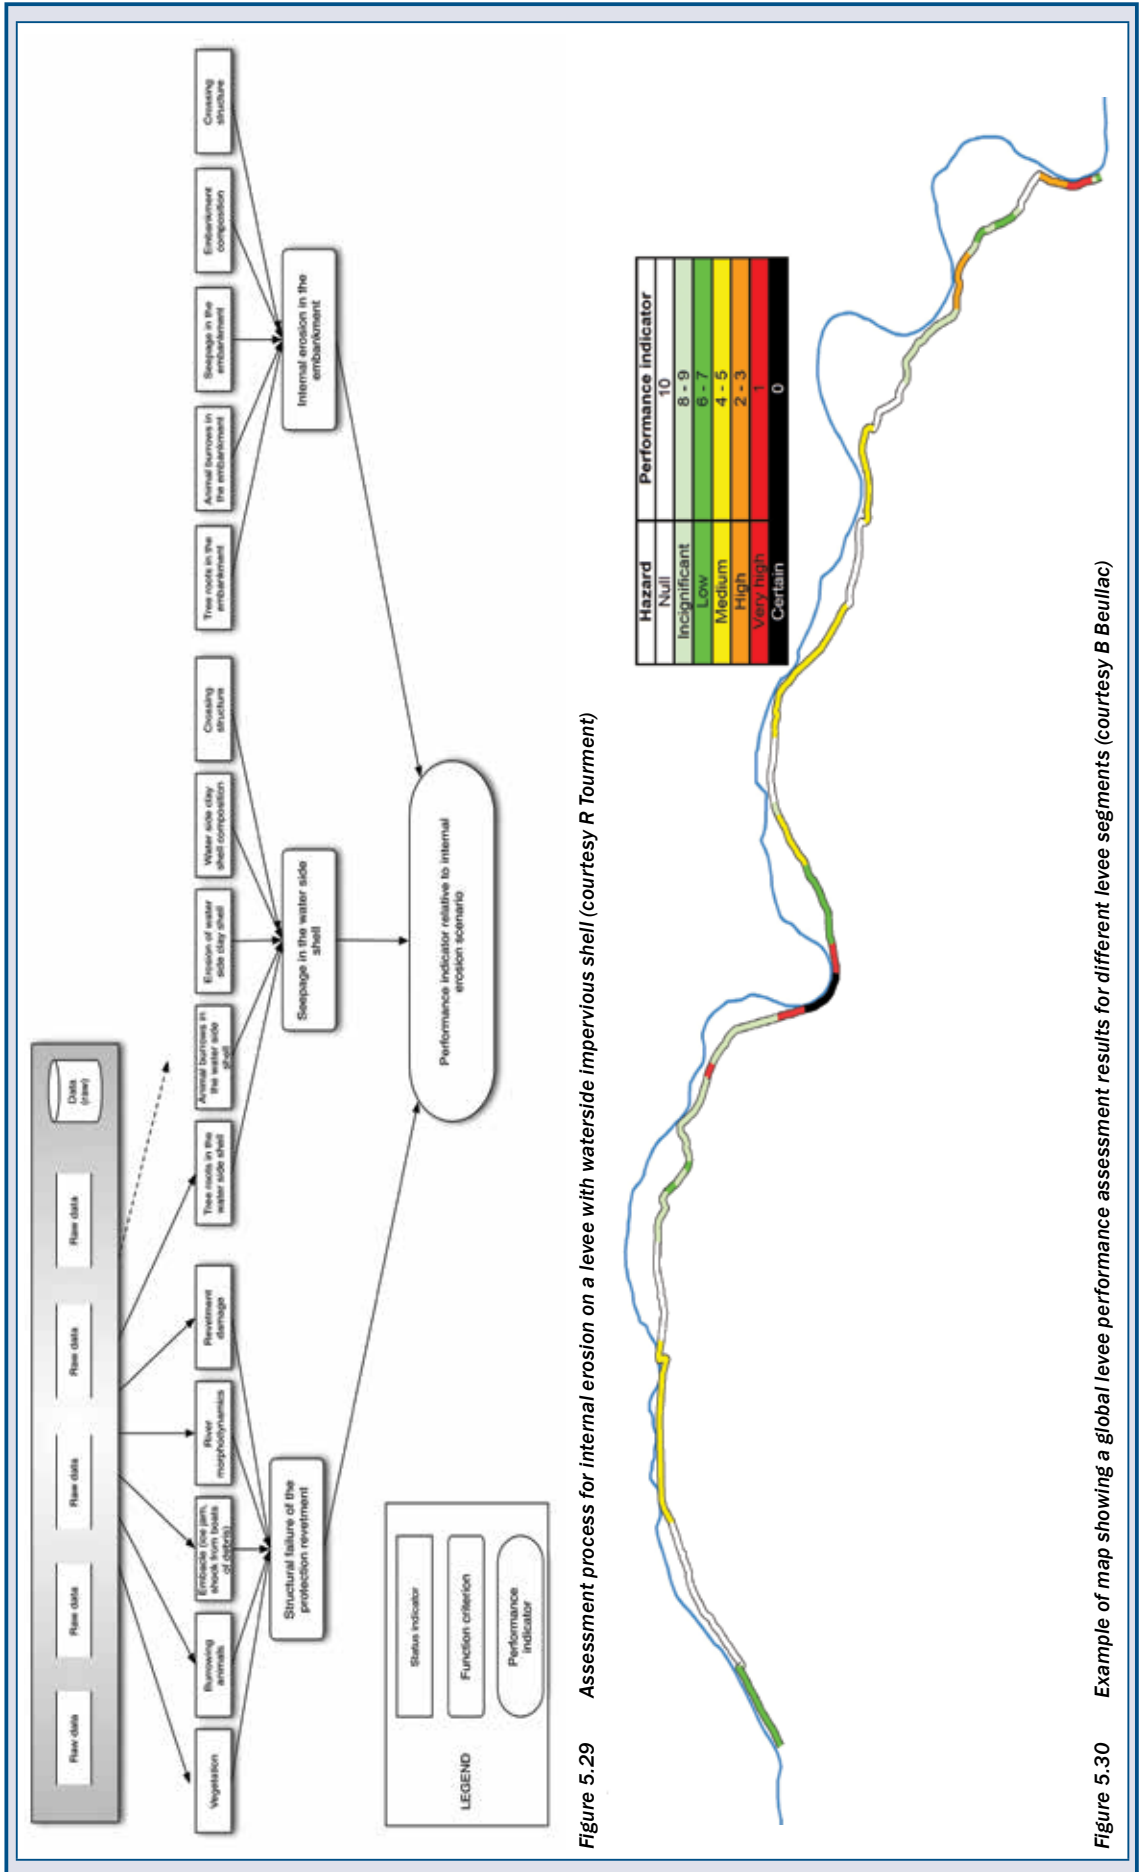 Raw data
Raw data
Raw data
Raw data
Raw data
Data
(raw)
Vegetation
Burrowing
animals
Embacle (ice jam,
shock from boats
of debris)
River
morphodynamics
Revetment
damage
Tree roots in the
water side shell
Animal burrows in
the water side
shell
Erosion of water
side clay shell
Water side clay
shell composition
Crossing
structure
Tree roots in the
embankment
Animal burrows in
the embankment
Seepage in the
embankment
Embankment
composition
Crossing
structure
Structural failure of the
protection revetment
Seepage in the water side
shell
Internal erosion in the
embankment
Performance indicator relative to internal
erosion scenario
LEGEND
Status indicator
Function criterion
Performance
indicator
Figure 5.29 Assessment process for internal erosion on a levee with waterside impervious shell (courtesy R Tourment)
Hazard Performance indicator
Null 10
Incignificant 8 - 9
Low 6 - 7
Medium 4 - 5
High 2 - 3
Very high 1
Certain 0
Figure 5.30 Example of map showing a global levee performance assessment results for different levee segments (courtesy B Beullac)